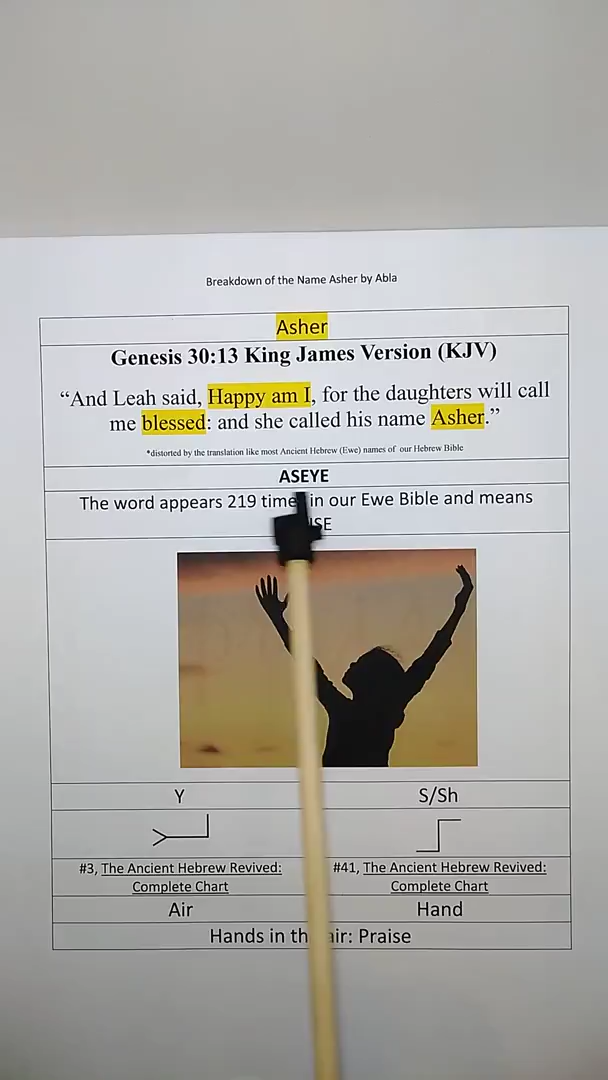 Breakdown of the Name Asher by Abla
Asher
Genesis 30:13 King James Version (KJV)
“And Leah said, Happy am I, for the daughters will call
me blessed: and she called his name Asher.”
*distorted by the translation like most Ancient Hebrew (Ewe) names of our Hebrew Bible
ASEYE
The word appears 219 times in our Ewe Bible and means
Y
S/Sh
#3, The Ancient Hebrew Revived:
Complete Chart
#41, The Ancient Hebrew Revived:
Complete Chart
Air
Hand
Hands in the air: Praise